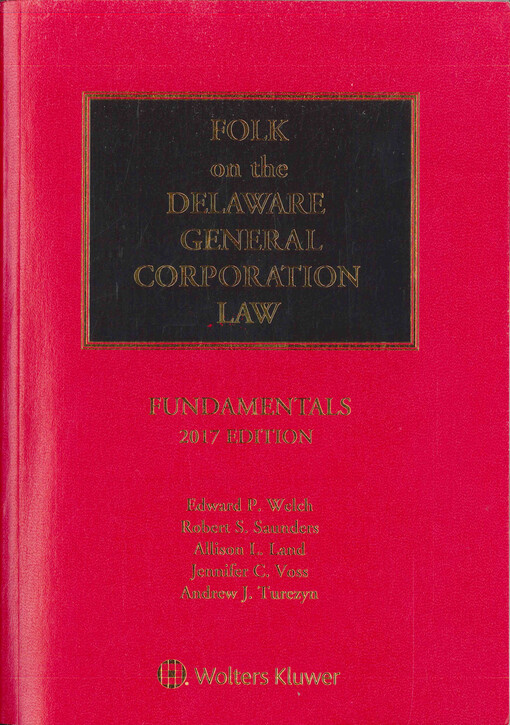 FOLK
on the
DELAWARE
GENERAL
CORPORATION
LAW
FUNDAMENTALS
2017 EDITION
Edward P. Welch
Robert S. Saunders
Allison L. Land
Jennifer C. Voss
Andrew J. Turezyn
Wolters Kluwer